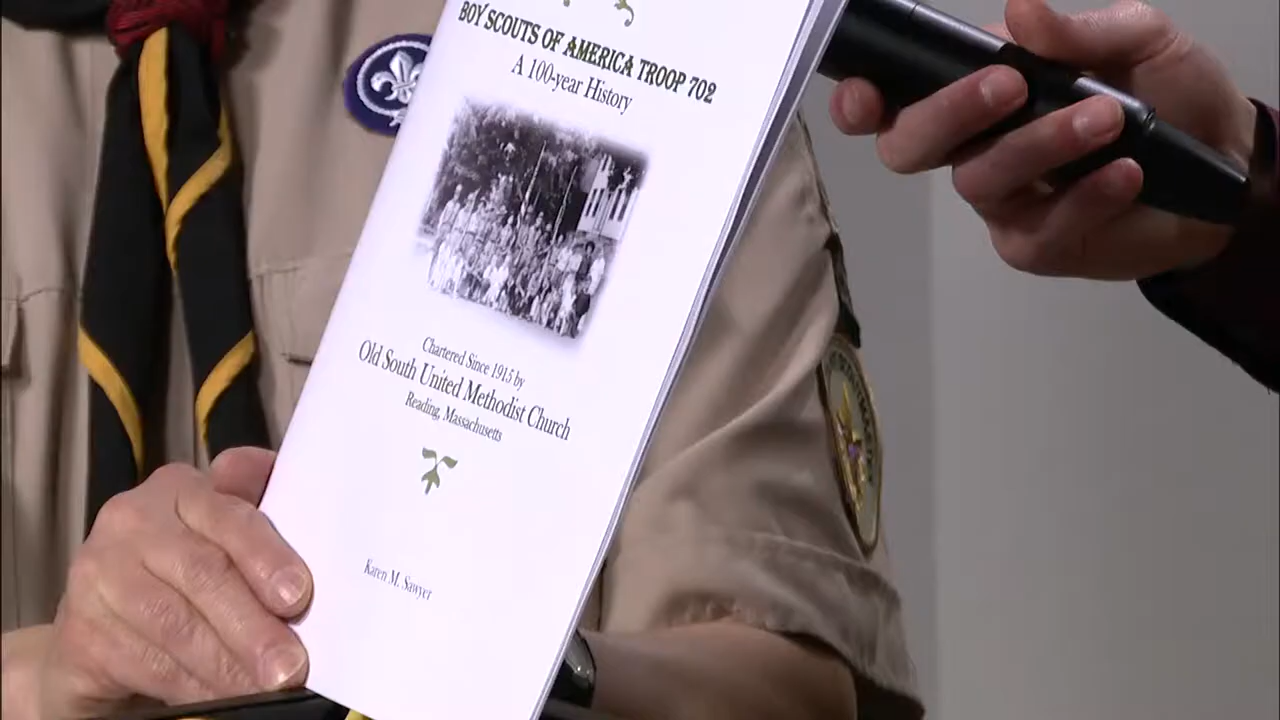 BOY SCOUTS OF AMERICA TROOP 702
A 100-year History
Chartered Since 1915 by
Old South United Methodist Church
Reading, Massachusetts
Karen M. Sawyer